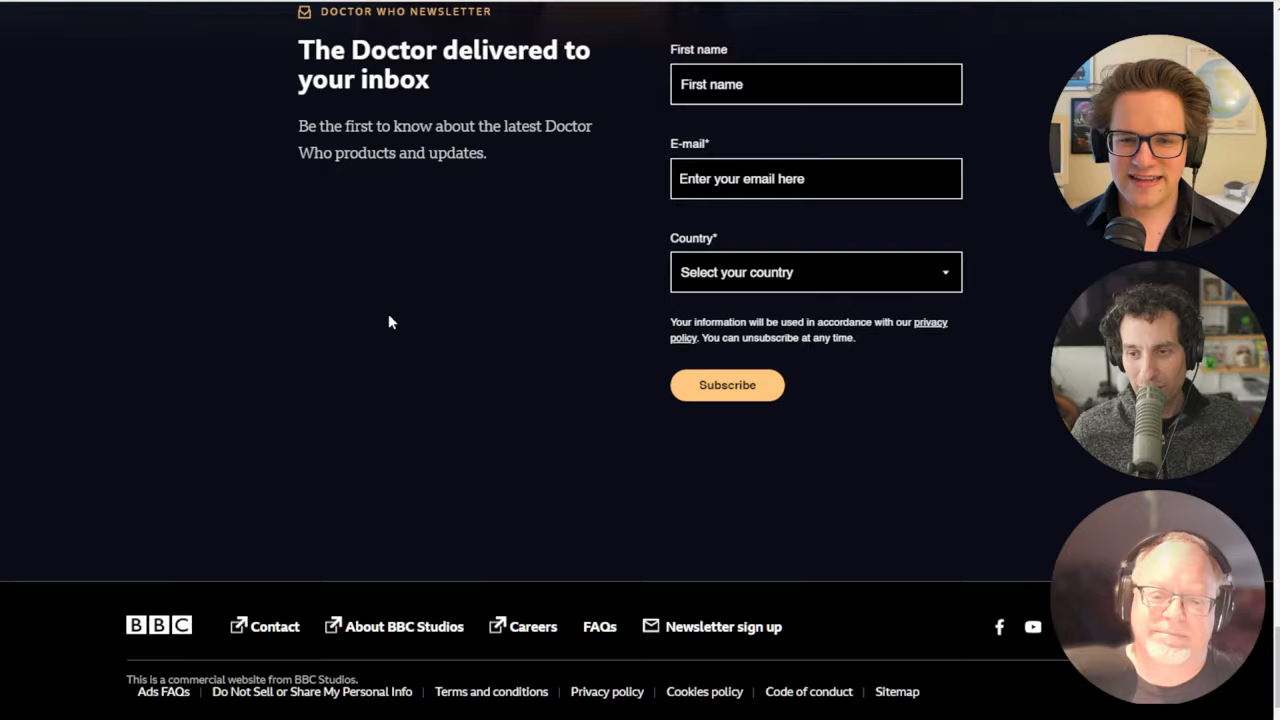 DOCTOR WHO NEWSLETTER
The Doctor delivered to
your inbox
Be the first to know about the latest Doctor
Who products and updates.
First name
First name
E-mail*
Enter your email here
Country*
Select your country
Your information will be used in accordance with our privacy
policy. You can unsubscribe at any time.
Subscribe
BBC Contact About BBC Studios Careers FAQs Newsletter sign up
This is a commercial website from BBC Studios.
Ads FAQs | Do Not Sell or Share My Personal Info | Terms and conditions | Privacy policy | Cookies policy | Code of conduct | Sitemap